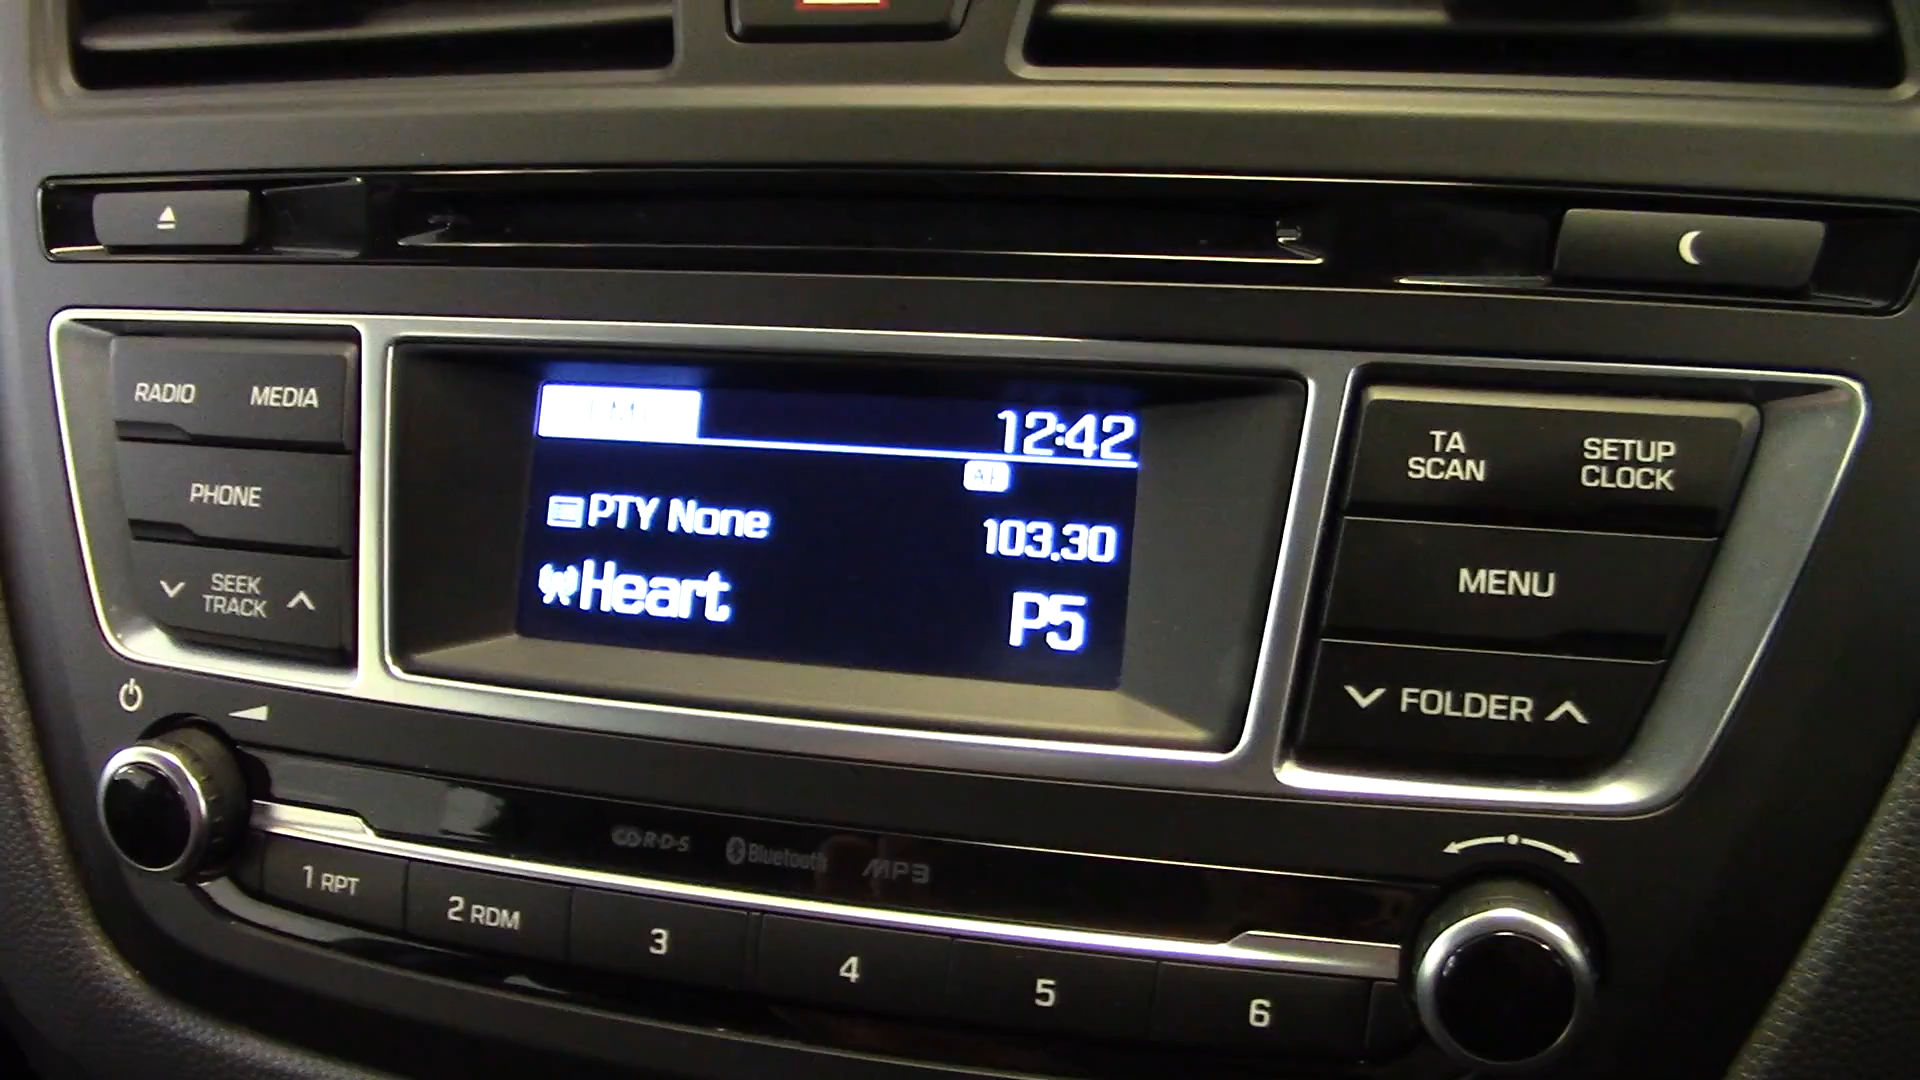 RADIO MEDIA
PHONE
SEEK
TRACK
12:42
AF
PTY None
103.30
Heart
P5
TA
SCAN
SETUP
CLOCK
MENU
FOLDER
R·D·S
Bluetooth
MP3
1 RPT
2 RDM
3
4
5
6